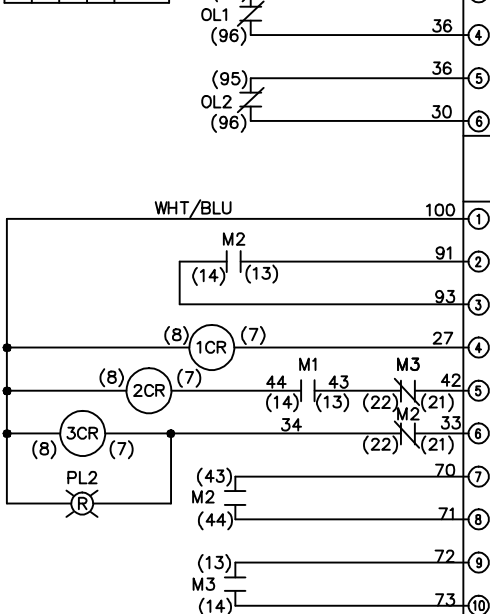 OL1
(96) 36 4
(95) 36 5
OL2
(96) 30 6
WHT/BLU 100 1
M2 91 2
(14) (13)
93 3
(8) 1CR (7) 27 4
M1 M3
(8) 2CR (7) 44 43 42 5
(14) (13) (22) (21)
M2
3CR 34 33 6
(8) (7) (22) (21)
PL2
R
(43) 70 7
M2
(44) 71 8
(13) 72 9
M3
(14) 73 10